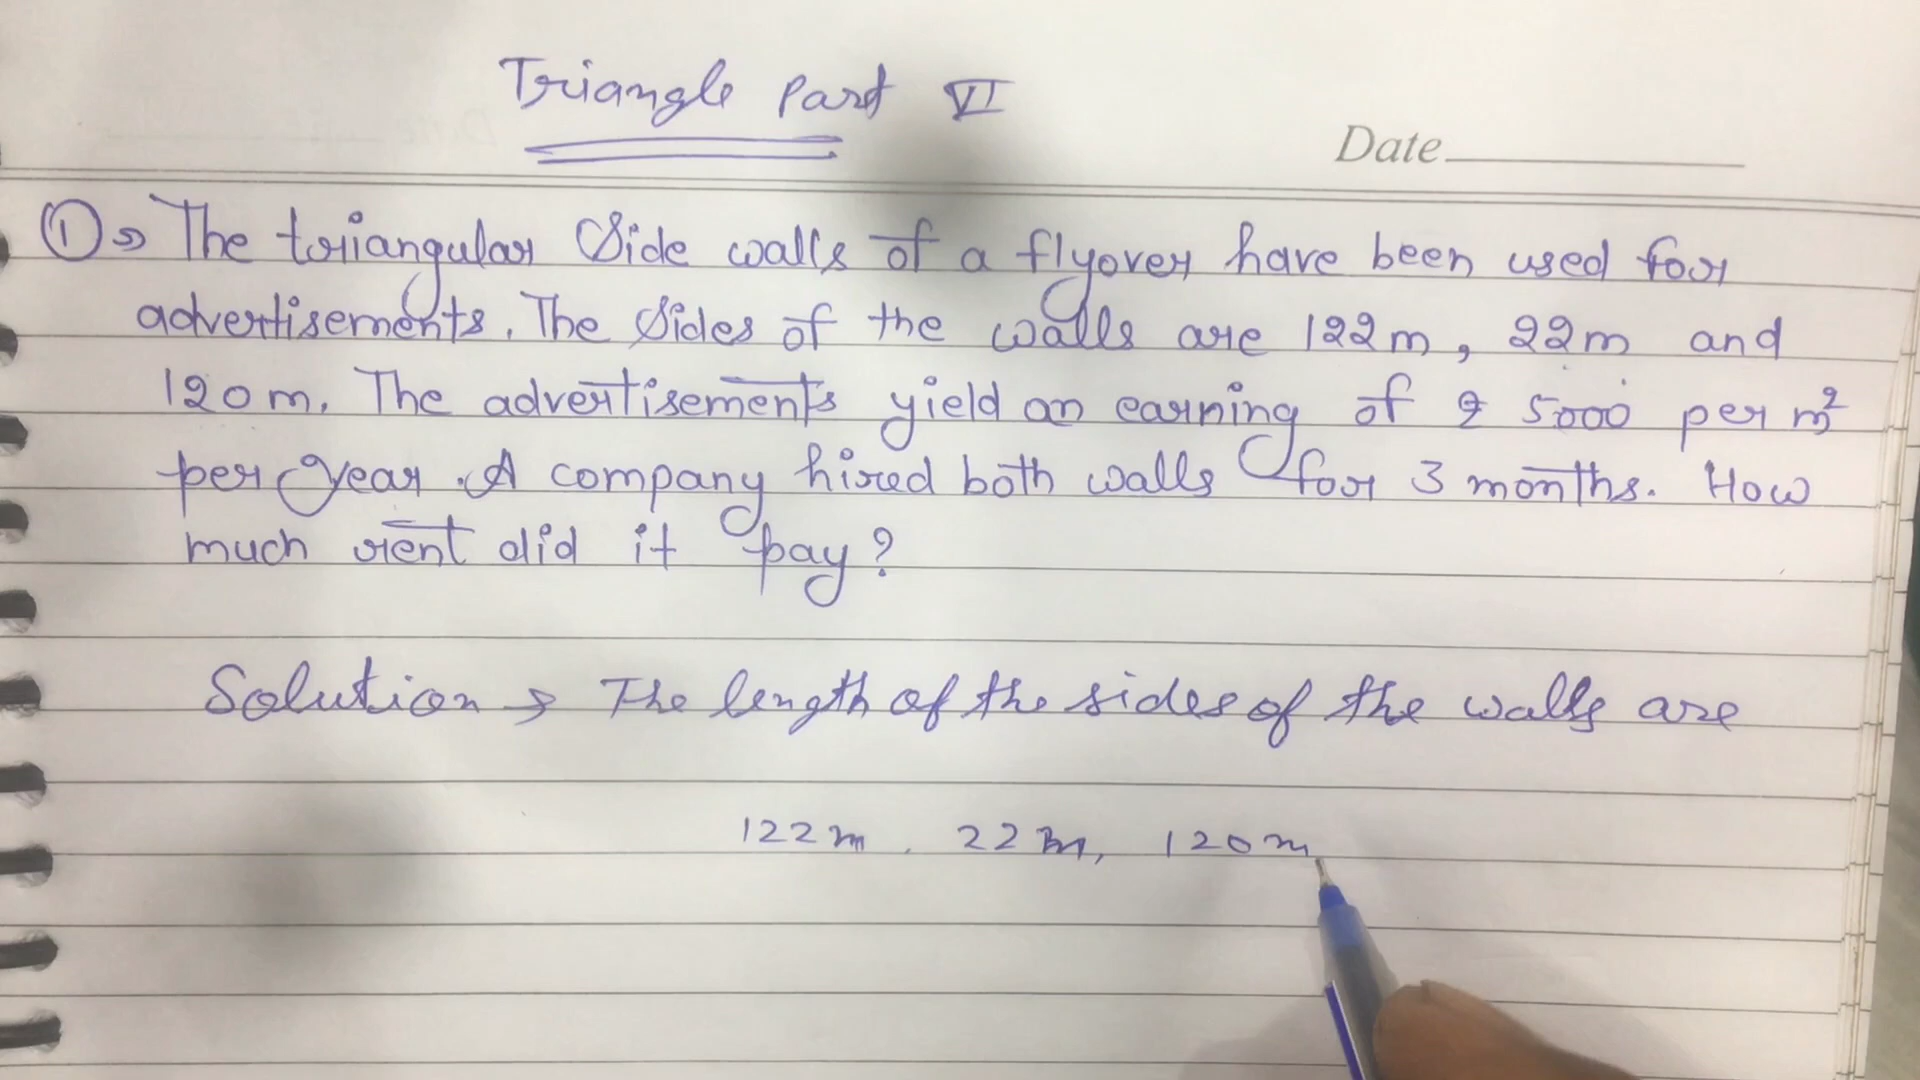 Triangle Part VI
Date
① → The triangular Side walls of a flyover have been used for
advertisements. The Sides of the walls are 122m, 22m and
120m. The advertisements yield an earning of ₹ 5000 per m²
per year. A company hired both walls for 3 months. How
much rent did it pay?
Solution → The length of the sides of the walls are
122m. 22m, 120m